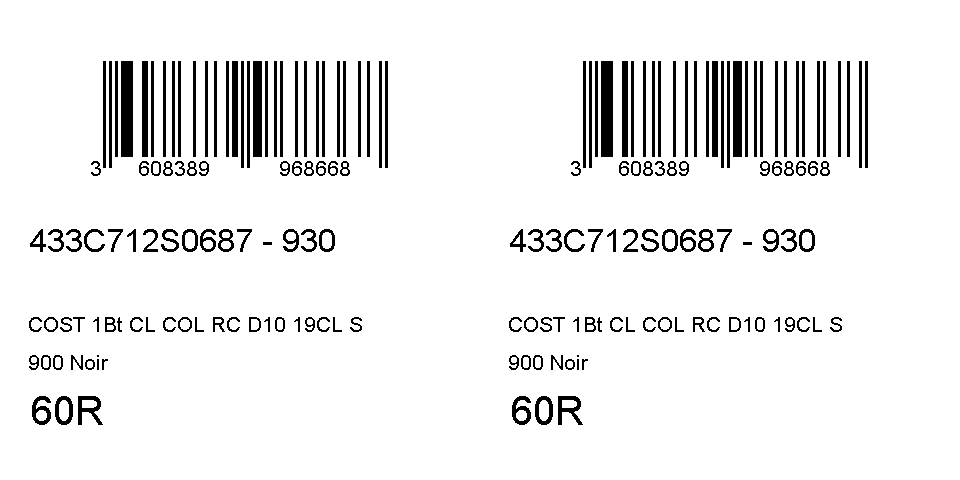 3 608389 968668
433C712S0687 - 930
COST 1Bt CL COL RC D10 19CL S
900 Noir
60R
3 608389 968668
433C712S0687 - 930
COST 1Bt CL COL RC D10 19CL S
900 Noir
60R